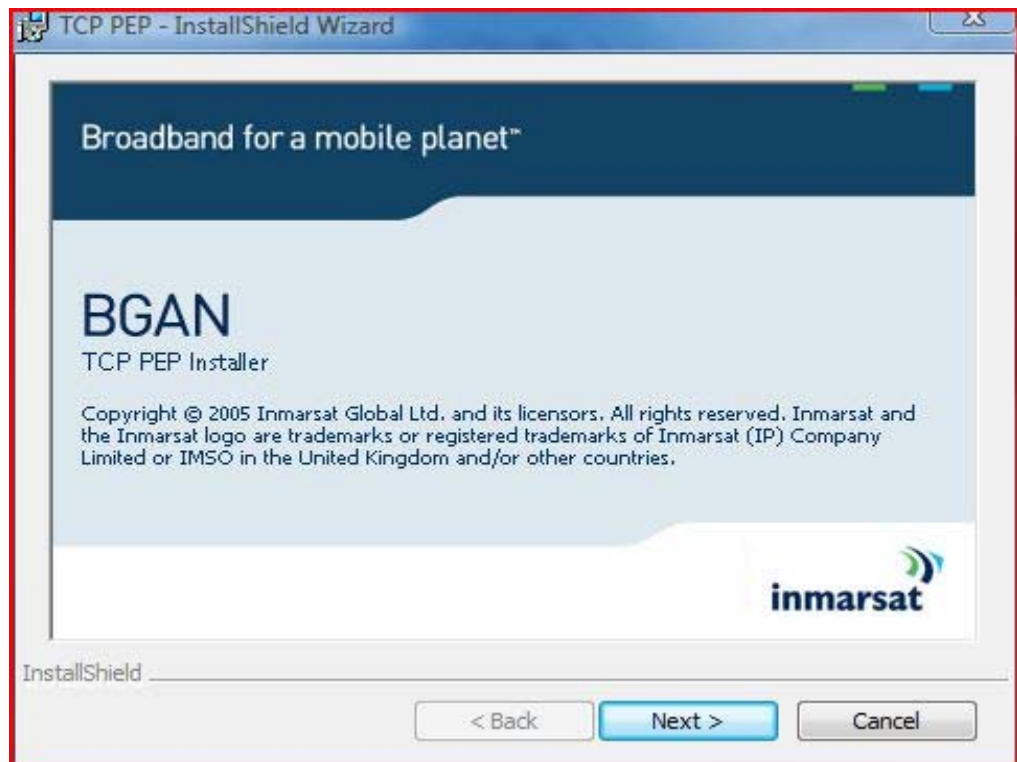 TCP PEP - InstallShield Wizard
Broadband for a mobile planet™
BGAN
TCP PEP Installer
Copyright © 2005 Inmarsat Global Ltd. and its licensors. All rights reserved. Inmarsat and
the Inmarsat logo are trademarks or registered trademarks of Inmarsat (IP) Company
Limited or IMSO in the United Kingdom and/or other countries.
inmarsat
InstallShield
< Back
Next >
Cancel